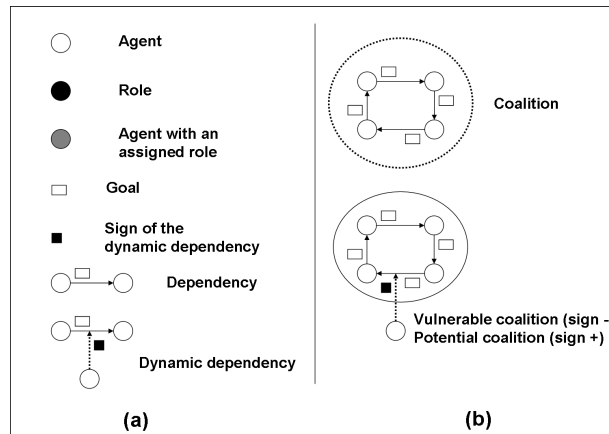 Agent
Role
Agent with an
assigned role
Goal
Sign of the
dynamic dependency
Dependency
Dynamic dependency
(a)
Coalition
Vulnerable coalition (sign -
Potential coalition (sign +)
(b)